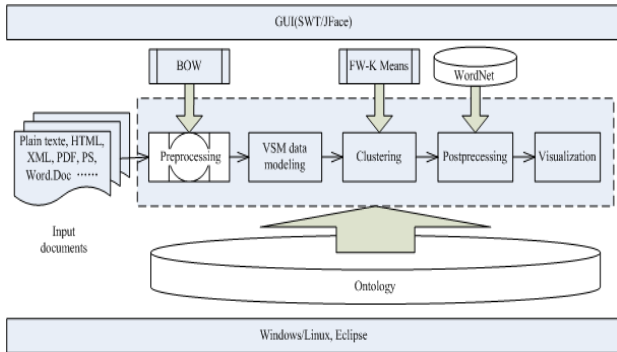 GUI(SWT/JFace)
BOW
FW-K Means
WordNet
Plain texte, HTML,
XML, PDF, PS,
Word.Doc ……
Preprocessing
VSM data
modeling
Clustering
Postprecessing
Visualization
Input
documents
Ontology
Windows/Linux, Eclipse